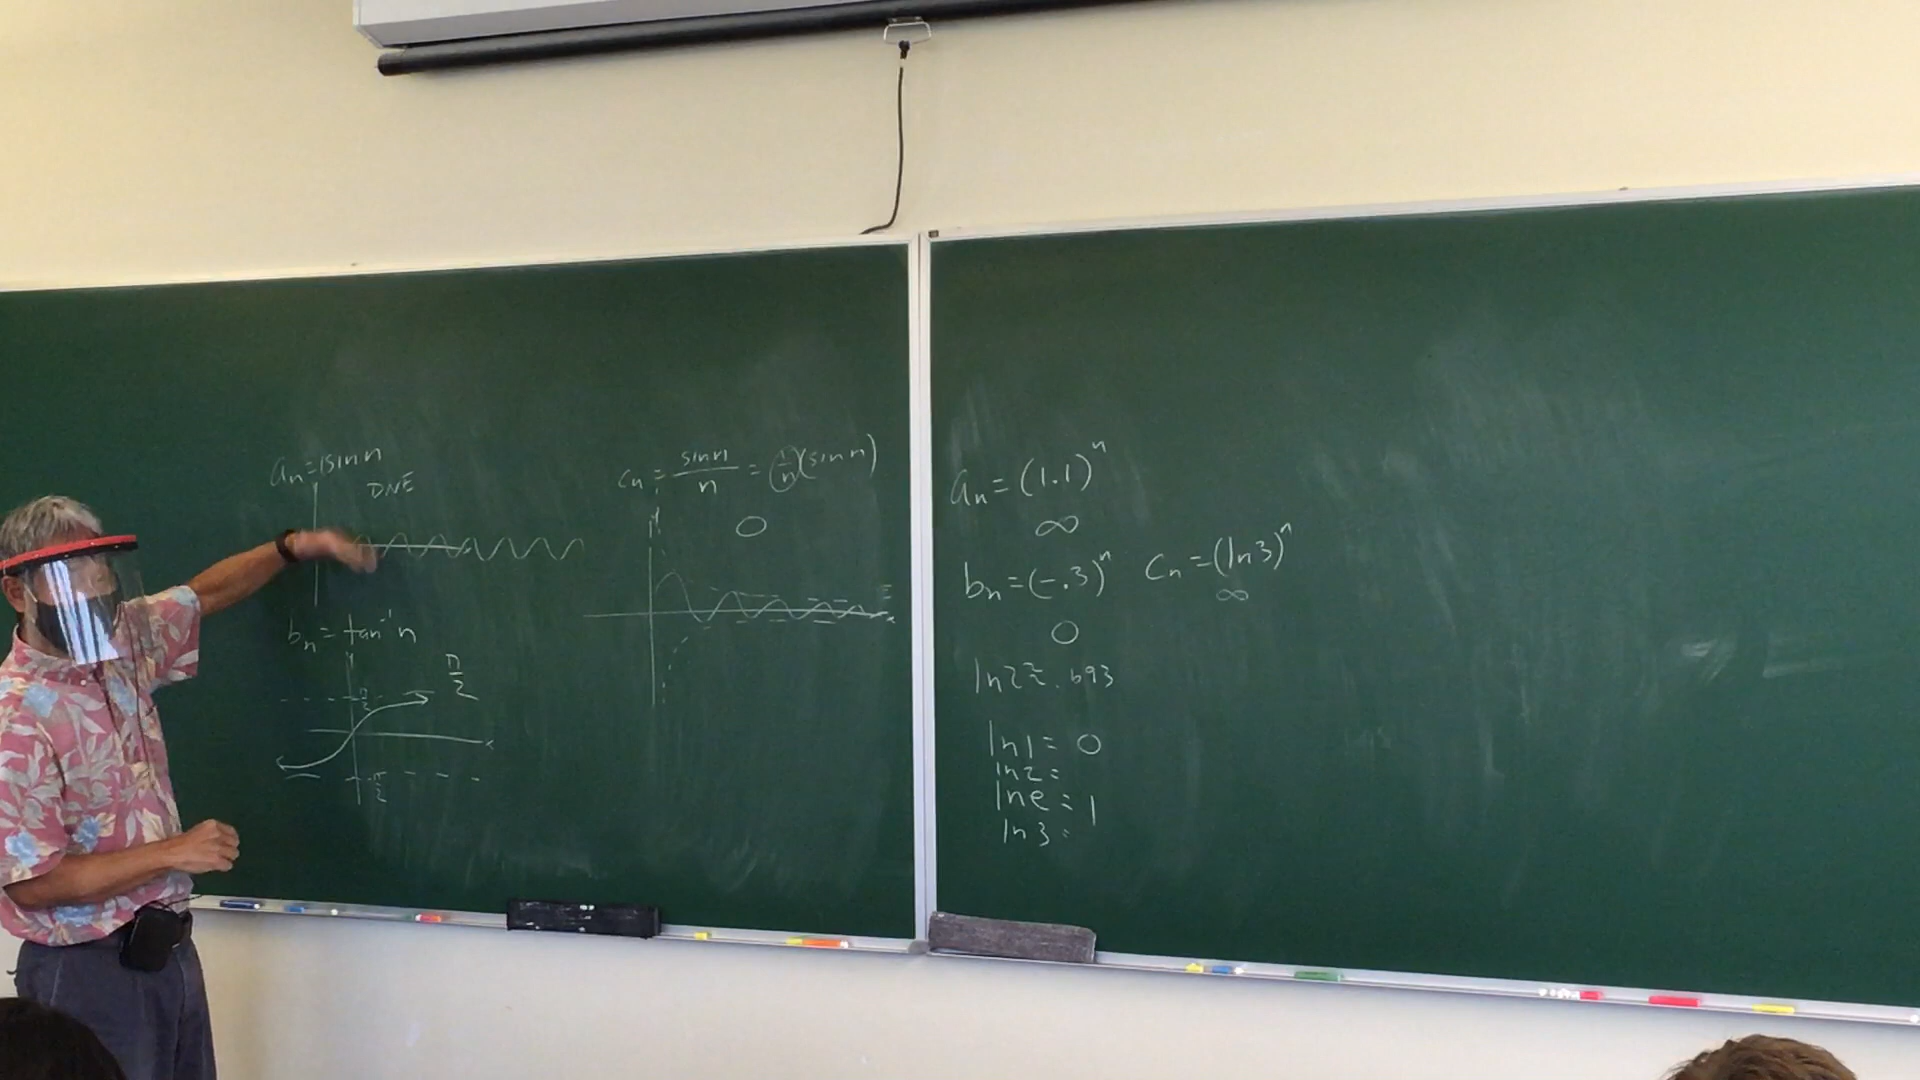 aₙ = sin n
DNE
bₙ = tan⁻¹ n
π/2
π/2
-π/2
x
cₙ = sin n / n = (1/n)(sin n)
0
y
x
aₙ = (1.1)ⁿ
∞
bₙ = (-.3)ⁿ
0
cₙ = (ln 3)ⁿ
∞
ln 2 ≈ .693
ln 1 = 0
ln 2 =
ln e = 1
ln 3 =